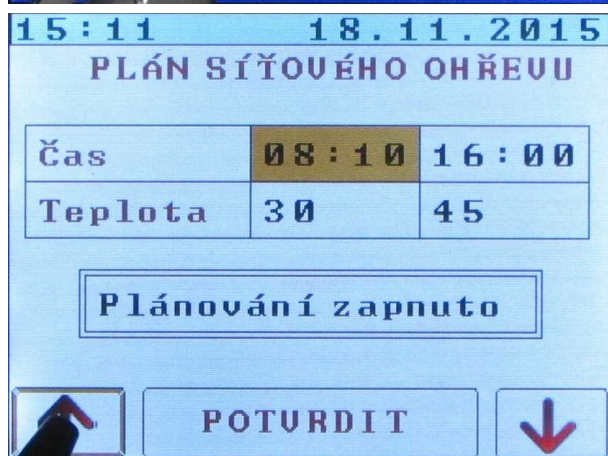 15:11 18.11.2015
PLÁN SÍŤOVÉHO OHŘEVU
Čas 08:10 16:00
Teplota 30 45
Plánování zapnuto
POTVRDIT